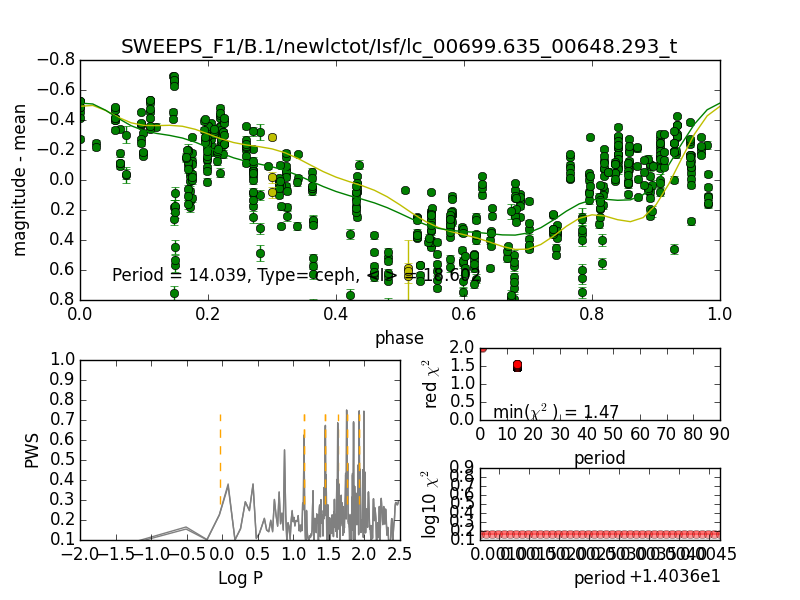 SWEEPS_F1/B.1/newlctot/Isf/lc_00699.635_00648.293_t
magnitude - mean
−0.8
−0.6
−0.4
−0.2
0.0
0.2
0.4
0.6
0.8
Period = 14.039, Type= ceph, <I> = 18.602
0.0 0.2 0.4 0.6 0.8 1.0
phase
PWS
1.0
0.9
0.8
0.7
0.6
0.5
0.4
0.3
0.2
0.1
−2.0 −1.5 −1.0 −0.5 0.0 0.5 1.0 1.5 2.0 2.5
Log P
red χ²
2.0
1.5
1.0
0.5
0.0
min(χ²) = 1.47
0 10 20 30 40 50 60 70 80 90
period
log10 χ²
0.9
0.8
0.7
0.6
0.5
0.4
0.3
0.2
0.1
period
+1.4036e1